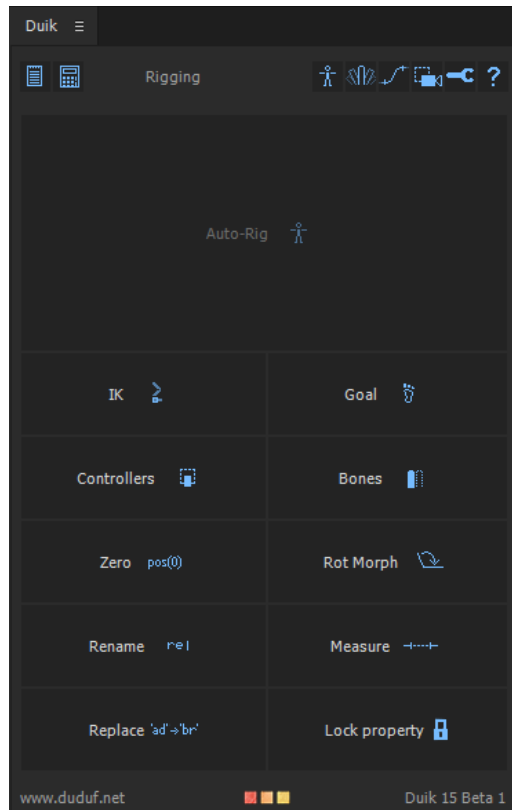 Duik
Rigging ?
Auto-Rig
IK Goal
Controllers Bones
Zero pos(0) Rot Morph
Rename rel Measure
Replace 'ad'→'br' Lock property
www.duduf.net Duik 15 Beta 1